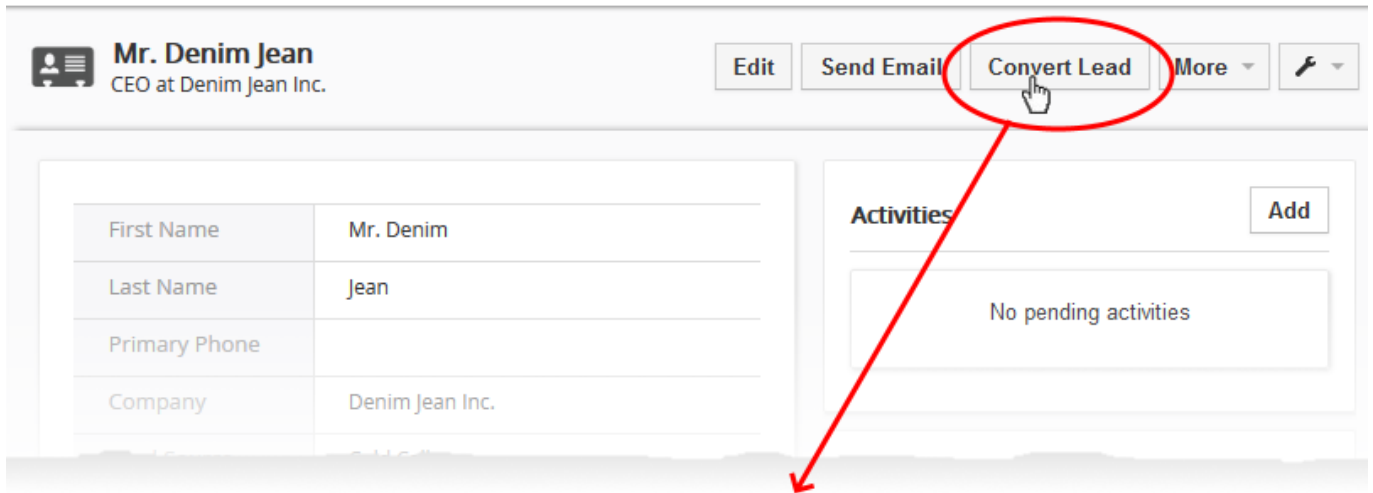 Mr. Denim Jean
CEO at Denim Jean Inc.
Edit
Send Email
Convert Lead
More
First Name Mr. Denim
Last Name Jean
Primary Phone
Company Denim Jean Inc.
Activities
Add
No pending activities